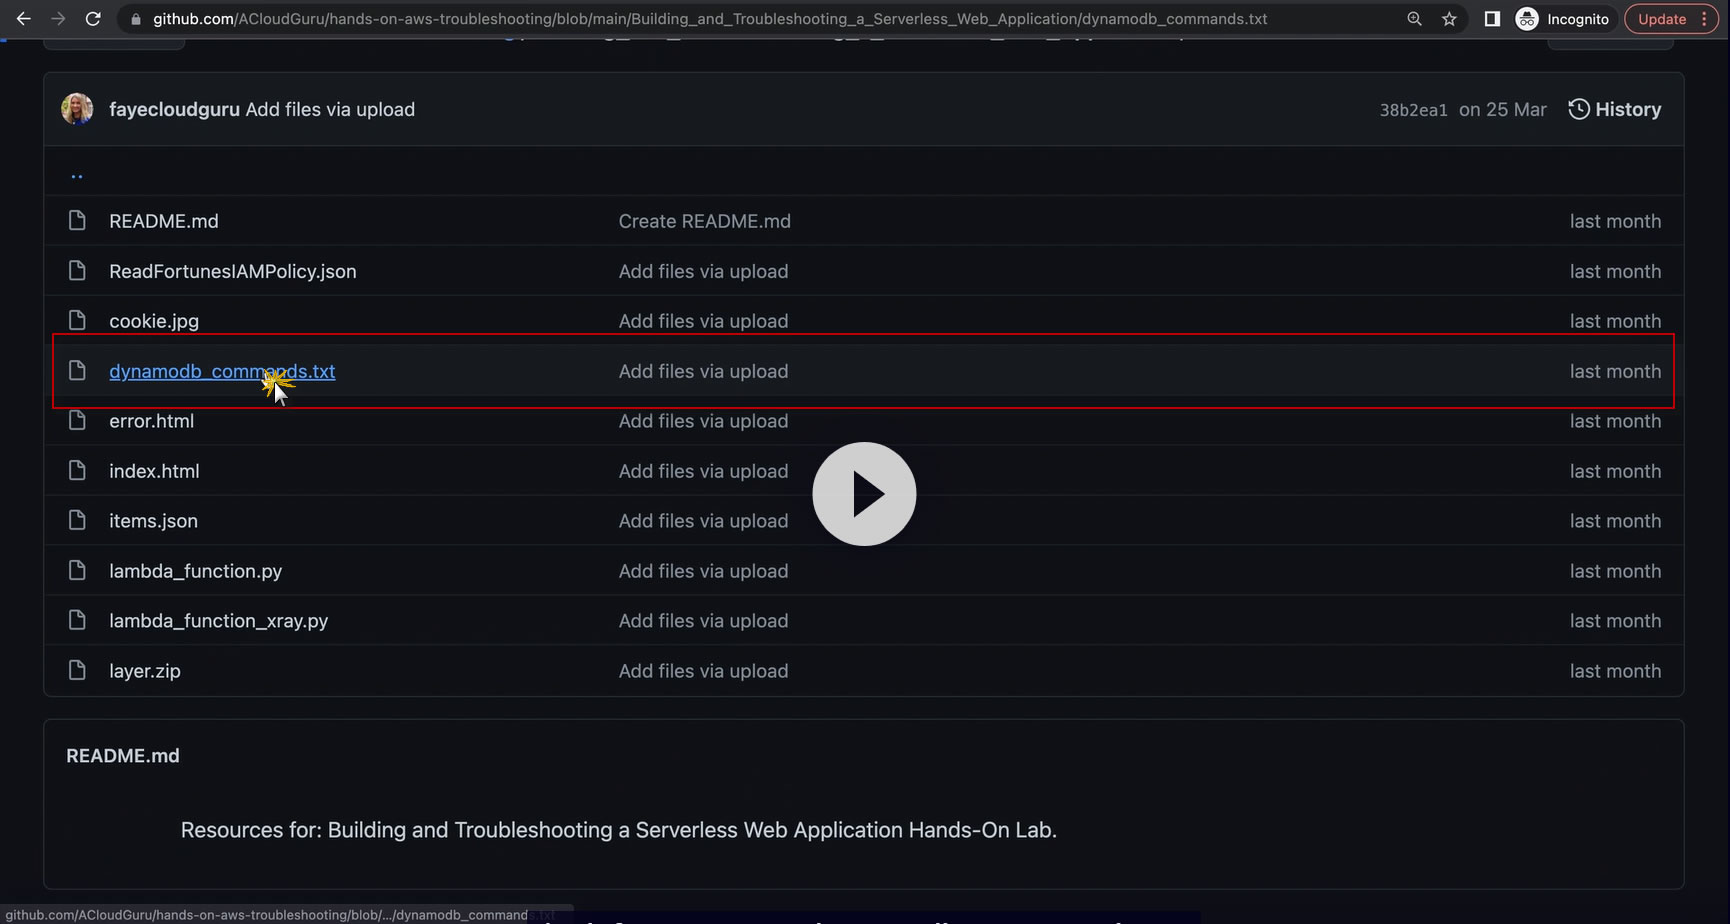 github.com/ACloudGuru/hands-on-aws-troubleshooting/blob/main/Building_and_Troubleshooting_a_Serverless_Web_Application/dynamodb_commands.txt Incognito Update
fayecloudguru Add files via upload 38b2ea1 on 25 Mar History
..
README.md Create README.md last month
ReadFortunesIAMPolicy.json Add files via upload last month
cookie.jpg Add files via upload last month
dynamodb_commands.txt Add files via upload last month
error.html Add files via upload last month
index.html Add files via upload last month
items.json Add files via upload last month
lambda_function.py Add files via upload last month
lambda_function_xray.py Add files via upload last month
layer.zip Add files via upload last month
README.md
Resources for: Building and Troubleshooting a Serverless Web Application Hands-On Lab.
github.com/ACloudGuru/hands-on-aws-troubleshooting/blob/.../dynamodb_commands.txt